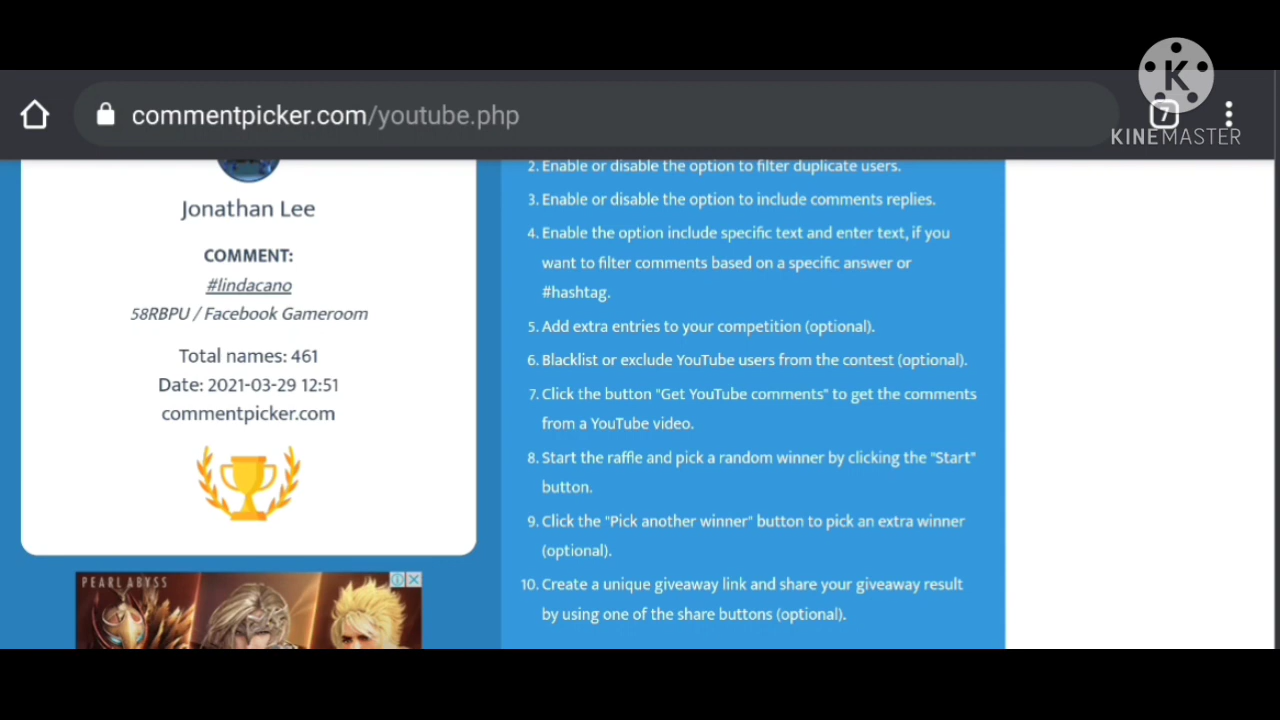 commentpicker.com/youtube.php
7
K
KINEMASTER
Jonathan Lee
COMMENT:
#lindacano
58RBPU / Facebook Gameroom
Total names: 461
Date: 2021-03-29 12:51
commentpicker.com
PEARL ABYSS
2. Enable or disable the option to filter duplicate users.
3. Enable or disable the option to include comments replies.
4. Enable the option include specific text and enter text, if you
want to filter comments based on a specific answer or
#hashtag.
5. Add extra entries to your competition (optional).
6. Blacklist or exclude YouTube users from the contest (optional).
7. Click the button "Get YouTube comments" to get the comments
from a YouTube video.
8. Start the raffle and pick a random winner by clicking the "Start"
button.
9. Click the "Pick another winner" button to pick an extra winner
(optional).
10. Create a unique giveaway link and share your giveaway result
by using one of the share buttons (optional).